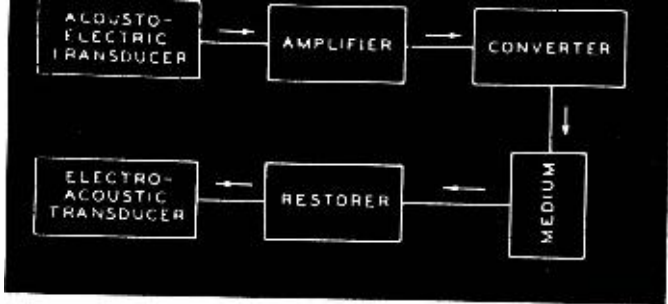 ACOUSTO-
ELECTRIC
TRANSDUCER
AMPLIFIER
CONVERTER
MEDIUM
RESTORER
ELECTRO-
ACOUSTIC
TRANSDUCER